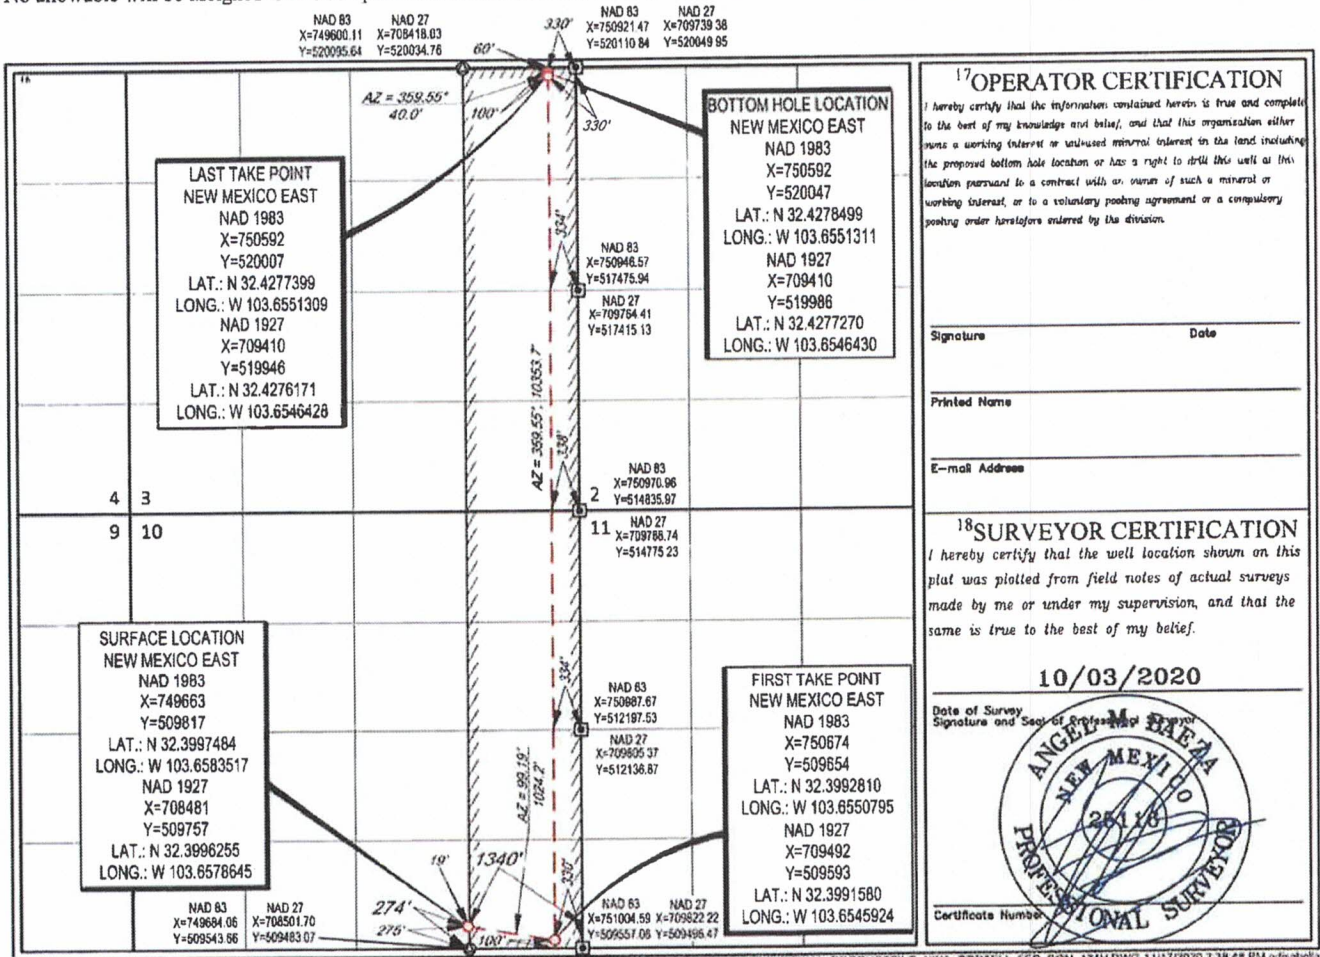 NAD 83
X=749600.11
Y=520095.64
NAD 27
X=708418.03
Y=520034.76
60'
330'
NAD 83
X=750921.47
Y=520110.84
NAD 27
X=709739.38
Y=520049.95
AZ = 359.55°
40.0'
100'
330'
LAST TAKE POINT
NEW MEXICO EAST
NAD 1983
X=750592
Y=520007
LAT.: N 32.4277399
LONG.: W 103.6551309
NAD 1927
X=709410
Y=519946
LAT.: N 32.4276171
LONG.: W 103.6546428
BOTTOM HOLE LOCATION
NEW MEXICO EAST
NAD 1983
X=750592
Y=520047
LAT.: N 32.4278499
LONG.: W 103.6551311
NAD 1927
X=709410
Y=519986
LAT.: N 32.4277270
LONG.: W 103.6546430
334'
NAD 83
X=750946.57
Y=517475.94
NAD 27
X=709764.41
Y=517415.13
AZ = 359.55°, 10353.7'
338'
NAD 83
X=750970.96
Y=514835.97
4 3
2
9 10
11
NAD 27
X=709788.74
Y=514775.23
SURFACE LOCATION
NEW MEXICO EAST
NAD 1983
X=749663
Y=509817
LAT.: N 32.3997484
LONG.: W 103.6583517
NAD 1927
X=708481
Y=509757
LAT.: N 32.3996255
LONG.: W 103.6578645
334'
NAD 83
X=750987.67
Y=512197.53
NAD 27
X=709805.37
Y=512136.87
AZ = 99.19°
1024.2'
FIRST TAKE POINT
NEW MEXICO EAST
NAD 1983
X=750674
Y=509654
LAT.: N 32.3992810
LONG.: W 103.6550795
NAD 1927
X=709492
Y=509593
LAT.: N 32.3991580
LONG.: W 103.6545924
19'
1340'
330'
274'
275'
100'
NAD 83
X=749684.06
Y=509543.66
NAD 27
X=708501.70
Y=509483.07
NAD 83
X=751004.59
Y=509557.06
NAD 27
X=709822.22
Y=509496.47
17 OPERATOR CERTIFICATION
I hereby certify that the information contained herein is true and complete
to the best of my knowledge and belief, and that this organization either
owns a working interest or unleased mineral interest in the land including
the proposed bottom hole location or has a right to drill this well at this
location pursuant to a contract with an owner of such a mineral or
working interest, or to a voluntary pooling agreement or a compulsory
pooling order heretofore entered by the division.
Signature Date
Printed Name
E-mail Address
18 SURVEYOR CERTIFICATION
I hereby certify that the well location shown on this
plat was plotted from field notes of actual surveys
made by me or under my supervision, and that the
same is true to the best of my belief.
10/03/2020
Date of Survey
Signature and Seal of Professional Surveyor
ANGEL M BAEZA
NEW MEXICO
25116
PROFESSIONAL SURVEYOR
Certificate Number